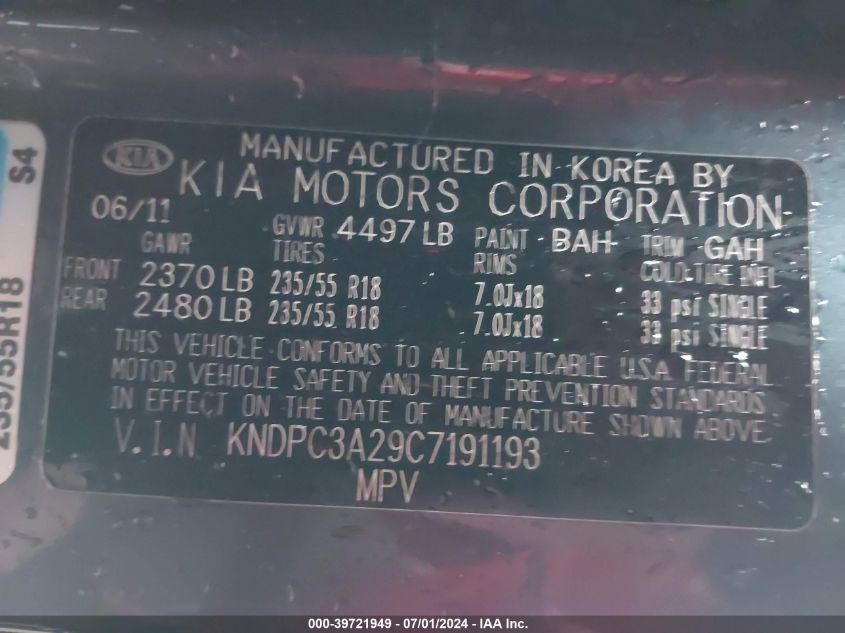 KIA
MANUFACTURED IN KOREA BY
KIA MOTORS CORPORATION
06/11
GVWR 4497 LB PAINT BAH TRIM GAH
GAWR TIRES RIMS COLD TIRE INFL
FRONT 2370 LB 235/55 R18 7.0Jx18 33 psi SINGLE
REAR 2480 LB 235/55 R18 7.0Jx18 33 psi SINGLE
THIS VEHICLE CONFORMS TO ALL APPLICABLE U.S.A. FEDERAL
MOTOR VEHICLE SAFETY AND THEFT PREVENTION STANDARDS
IN EFFECT ON THE DATE OF MANUFACTURE SHOWN ABOVE.
V.I.N KNDPC3A29C7191193
MPV
S4
235/55R18
000-39721949 - 07/01/2024 - IAA Inc.